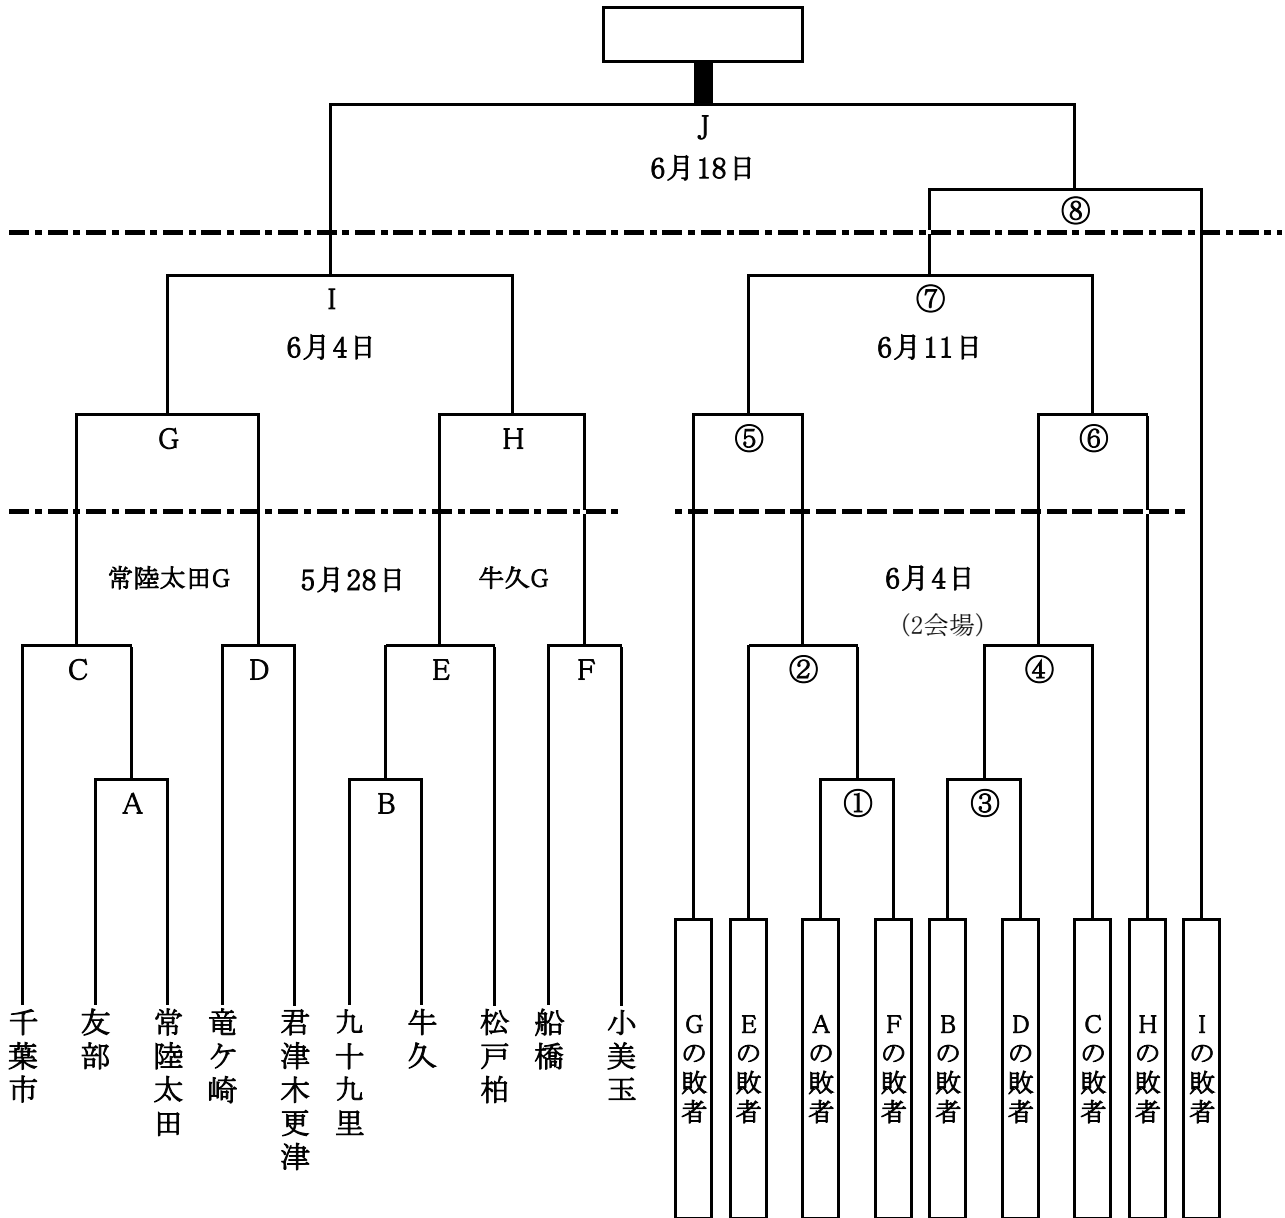 J
6月18日
⑧
I
⑦
6月4日
6月11日
G
H
⑤
⑥
常陸太田G
5月28日
牛久G
6月4日
(2会場)
C
D
E
F
②
④
A
B
①
③
千葉市
友部
常陸太田
竜ケ崎
君津木更津
九十九里
牛久
松戸柏
船橋
小美玉
Gの敗者
Eの敗者
Aの敗者
Fの敗者
Bの敗者
Dの敗者
Cの敗者
Hの敗者
Iの敗者